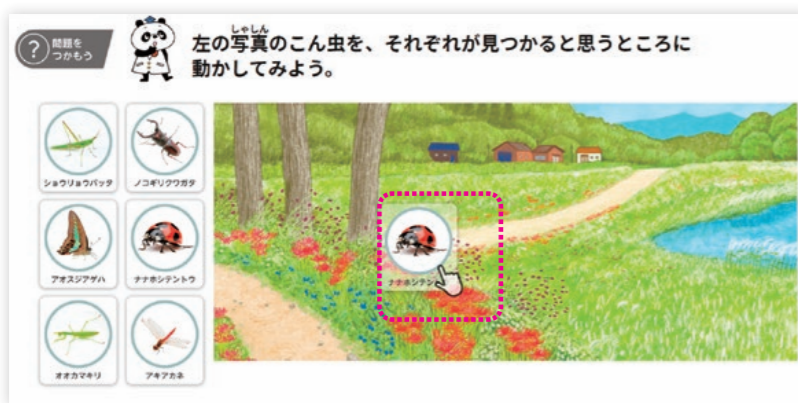 ?
問題を
つかもう
しゃしん
左の写真のこん虫を、それぞれが見つかると思うところに
動かしてみよう。
ショウリョウバッタ
ノコギリクワガタ
アオスジアゲハ
ナナホシテントウ
オオカマキリ
アキアカネ
ナナホシテン